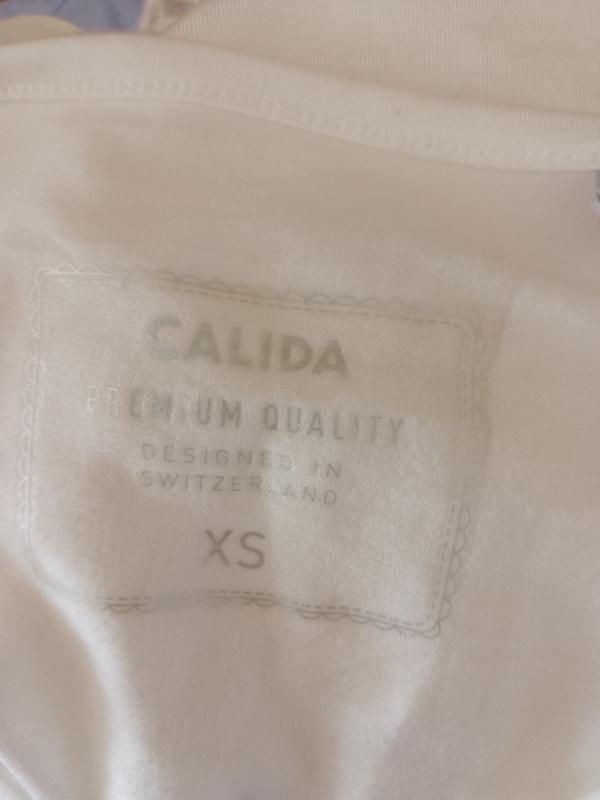 CALIDA
PREMIUM QUALITY
DESIGNED IN
SWITZERLAND
XS